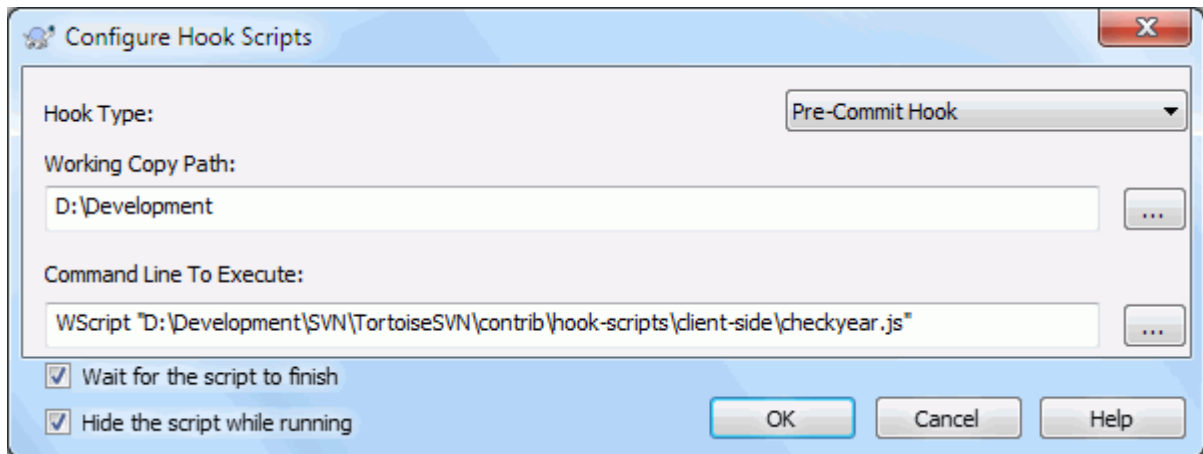 Configure Hook Scripts
Hook Type:
Pre-Commit Hook
Working Copy Path:
D:\Development
...
Command Line To Execute:
WScript "D:\Development\SVN\TortoiseSVN\contrib\hook-scripts\client-side\checkyear.js"
...
Wait for the script to finish
Hide the script while running
OK
Cancel
Help